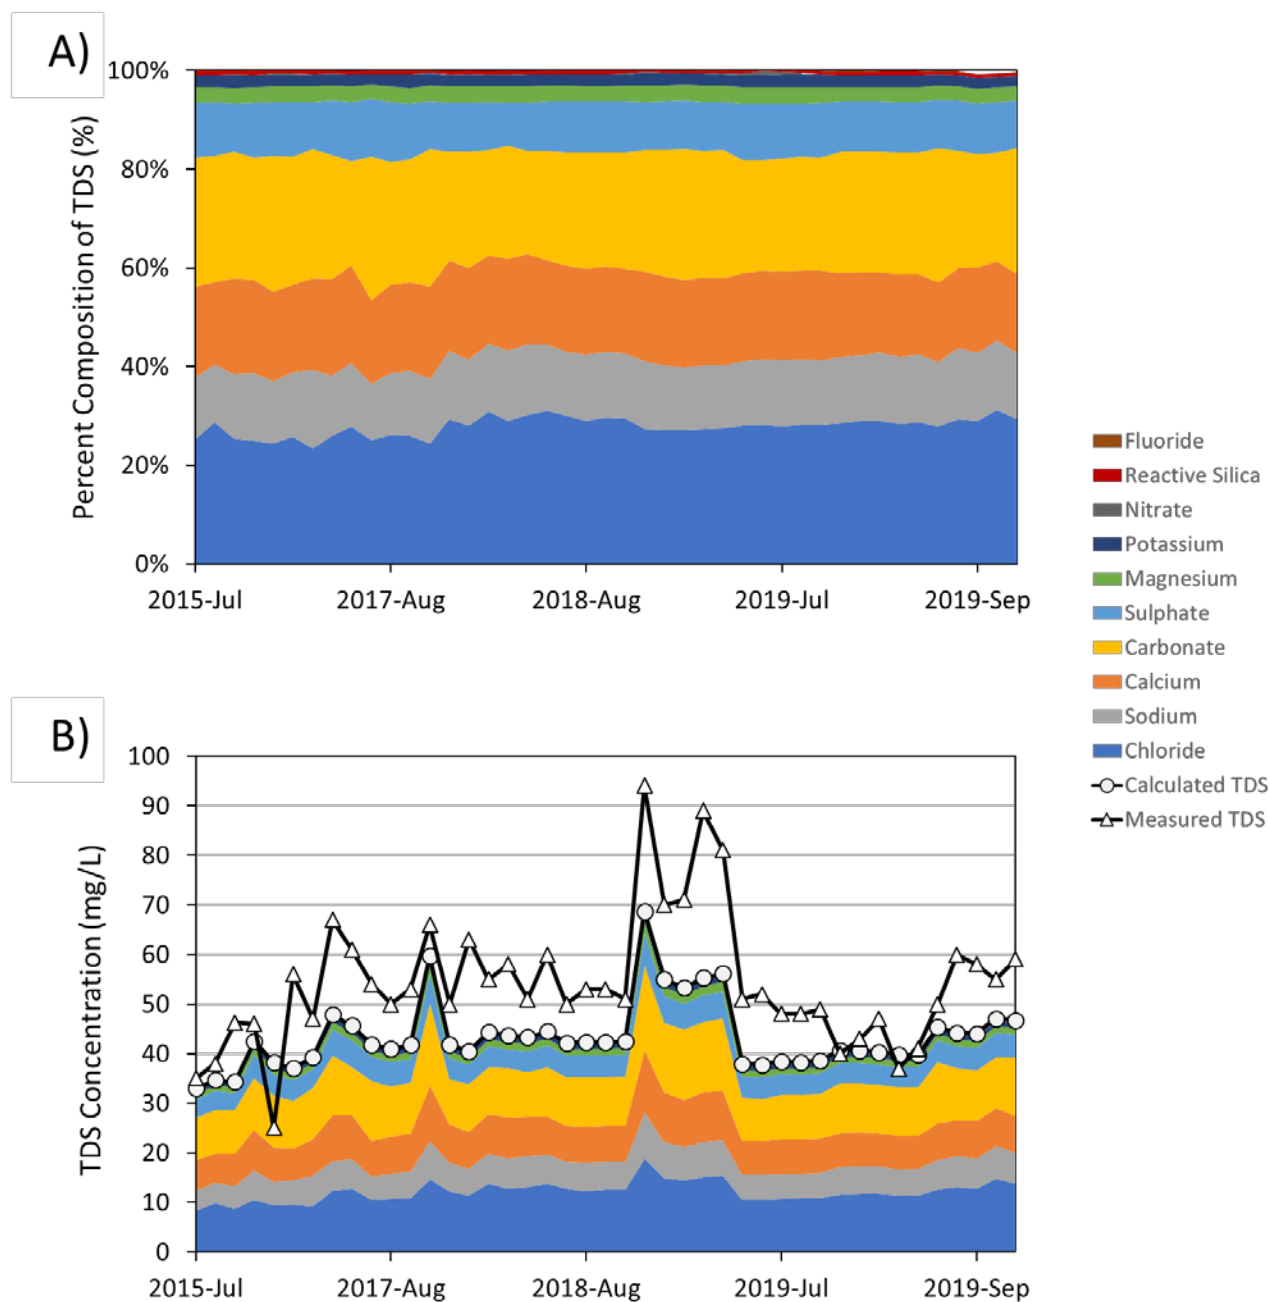 A)
Percent Composition of TDS (%)
100%
80%
60%
40%
20%
0%
2015-Jul 2017-Aug 2018-Aug 2019-Jul 2019-Sep
Fluoride
Reactive Silica
Nitrate
Potassium
Magnesium
Sulphate
Carbonate
Calcium
Sodium
Chloride
Calculated TDS
Measured TDS
B)
TDS Concentration (mg/L)
100
90
80
70
60
50
40
30
20
10
0
2015-Jul 2017-Aug 2018-Aug 2019-Jul 2019-Sep